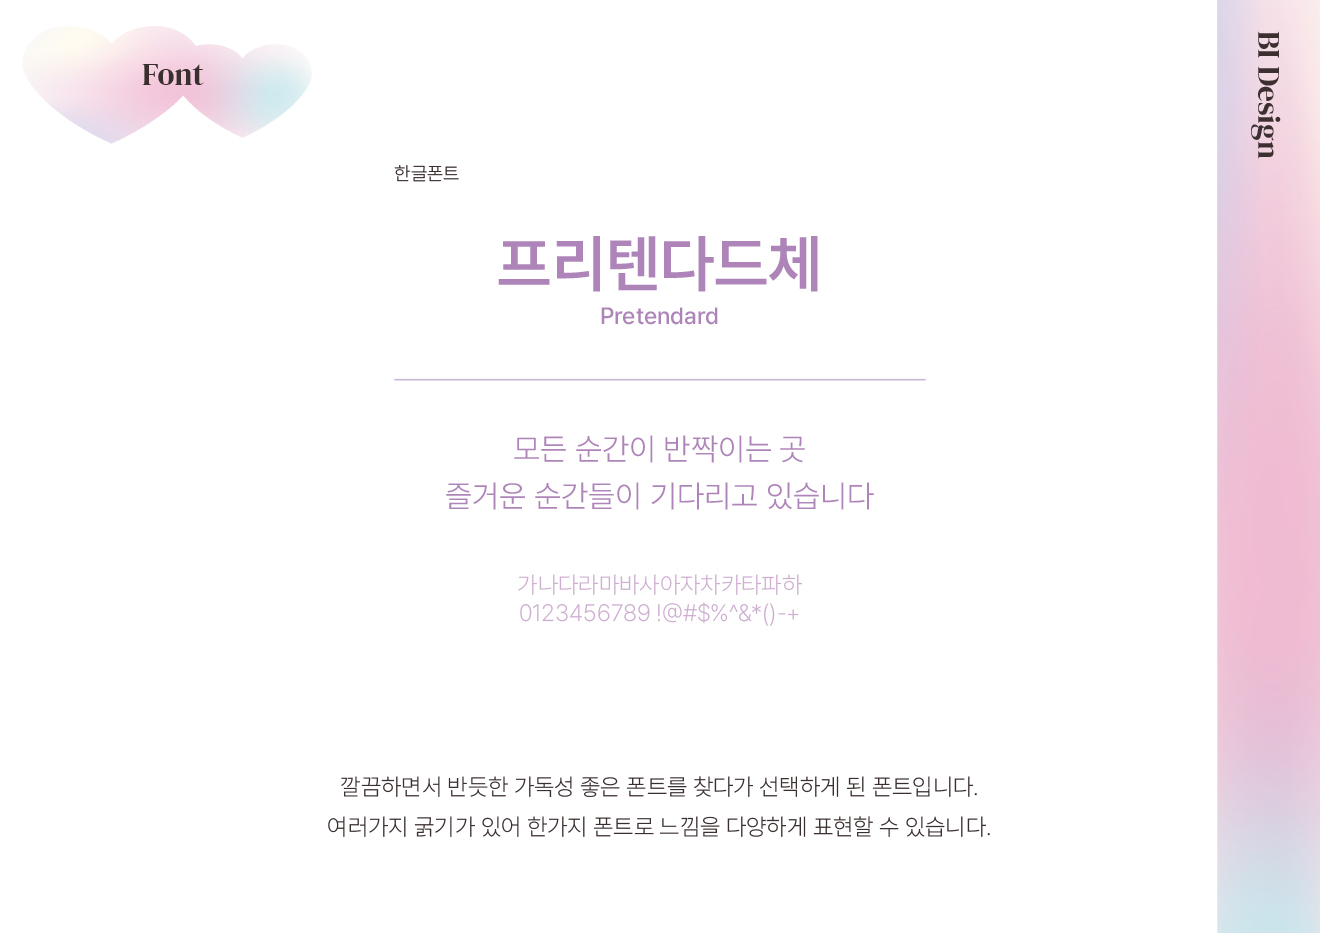 Font
BI Design
한글폰트
프리텐다드체
Pretendard
모든 순간이 반짝이는 곳
즐거운 순간들이 기다리고 있습니다
가나다라마바사아자차카타파하
0123456789 !@#$%^&*()-+
깔끔하면서 반듯한 가독성 좋은 폰트를 찾다가 선택하게 된 폰트입니다.
여러가지 굵기가 있어 한가지 폰트로 느낌을 다양하게 표현할 수 있습니다.